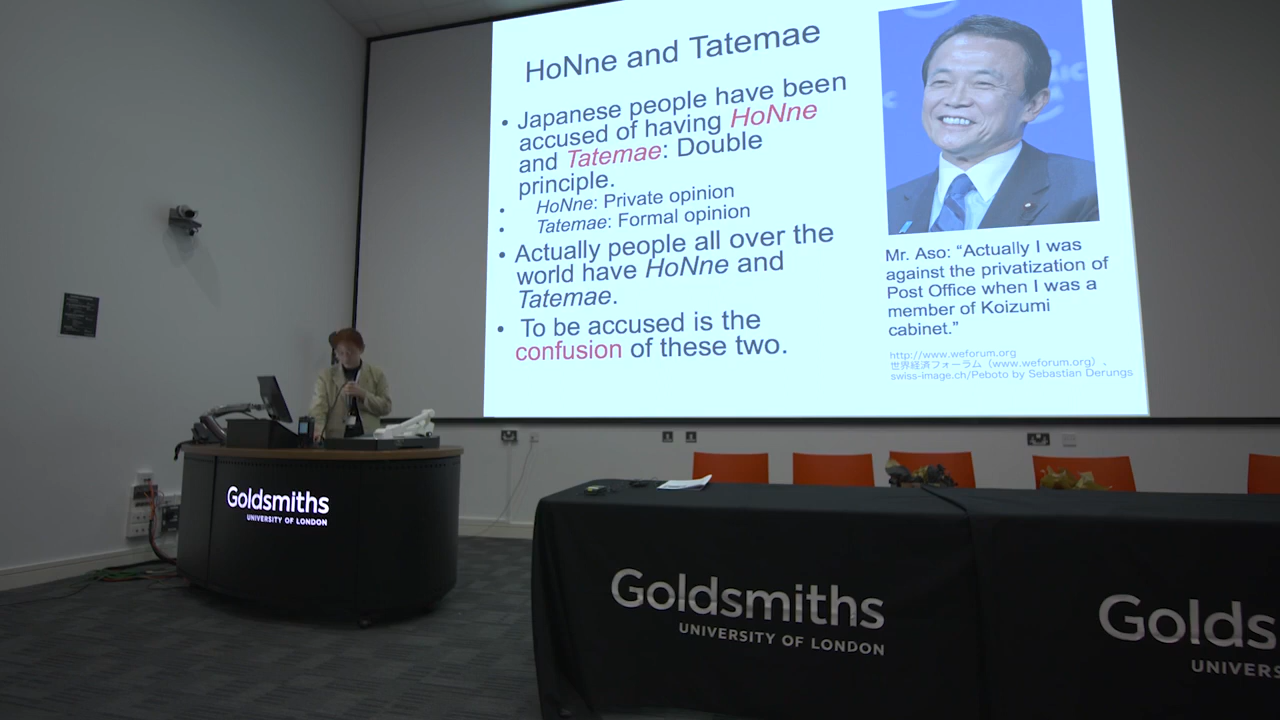 HoNne and Tatemae
• Japanese people have been
accused of having HoNne
and Tatemae: Double
principle.
• HoNne: Private opinion
• Tatemae: Formal opinion
• Actually people all over the
world have HoNne and
Tatemae.
• To be accused is the
confusion of these two.
Mr. Aso: “Actually I was
against the privatization of
Post Office when I was a
member of Koizumi
cabinet.”
http://www.weforum.org
世界経済フォーラム（www.weforum.org）、
swiss-image.ch/Peboto by Sebastian Derungs
Goldsmiths
UNIVERSITY OF LONDON
Goldsmiths
UNIVERSITY OF LONDON
Golds
UNIVERS